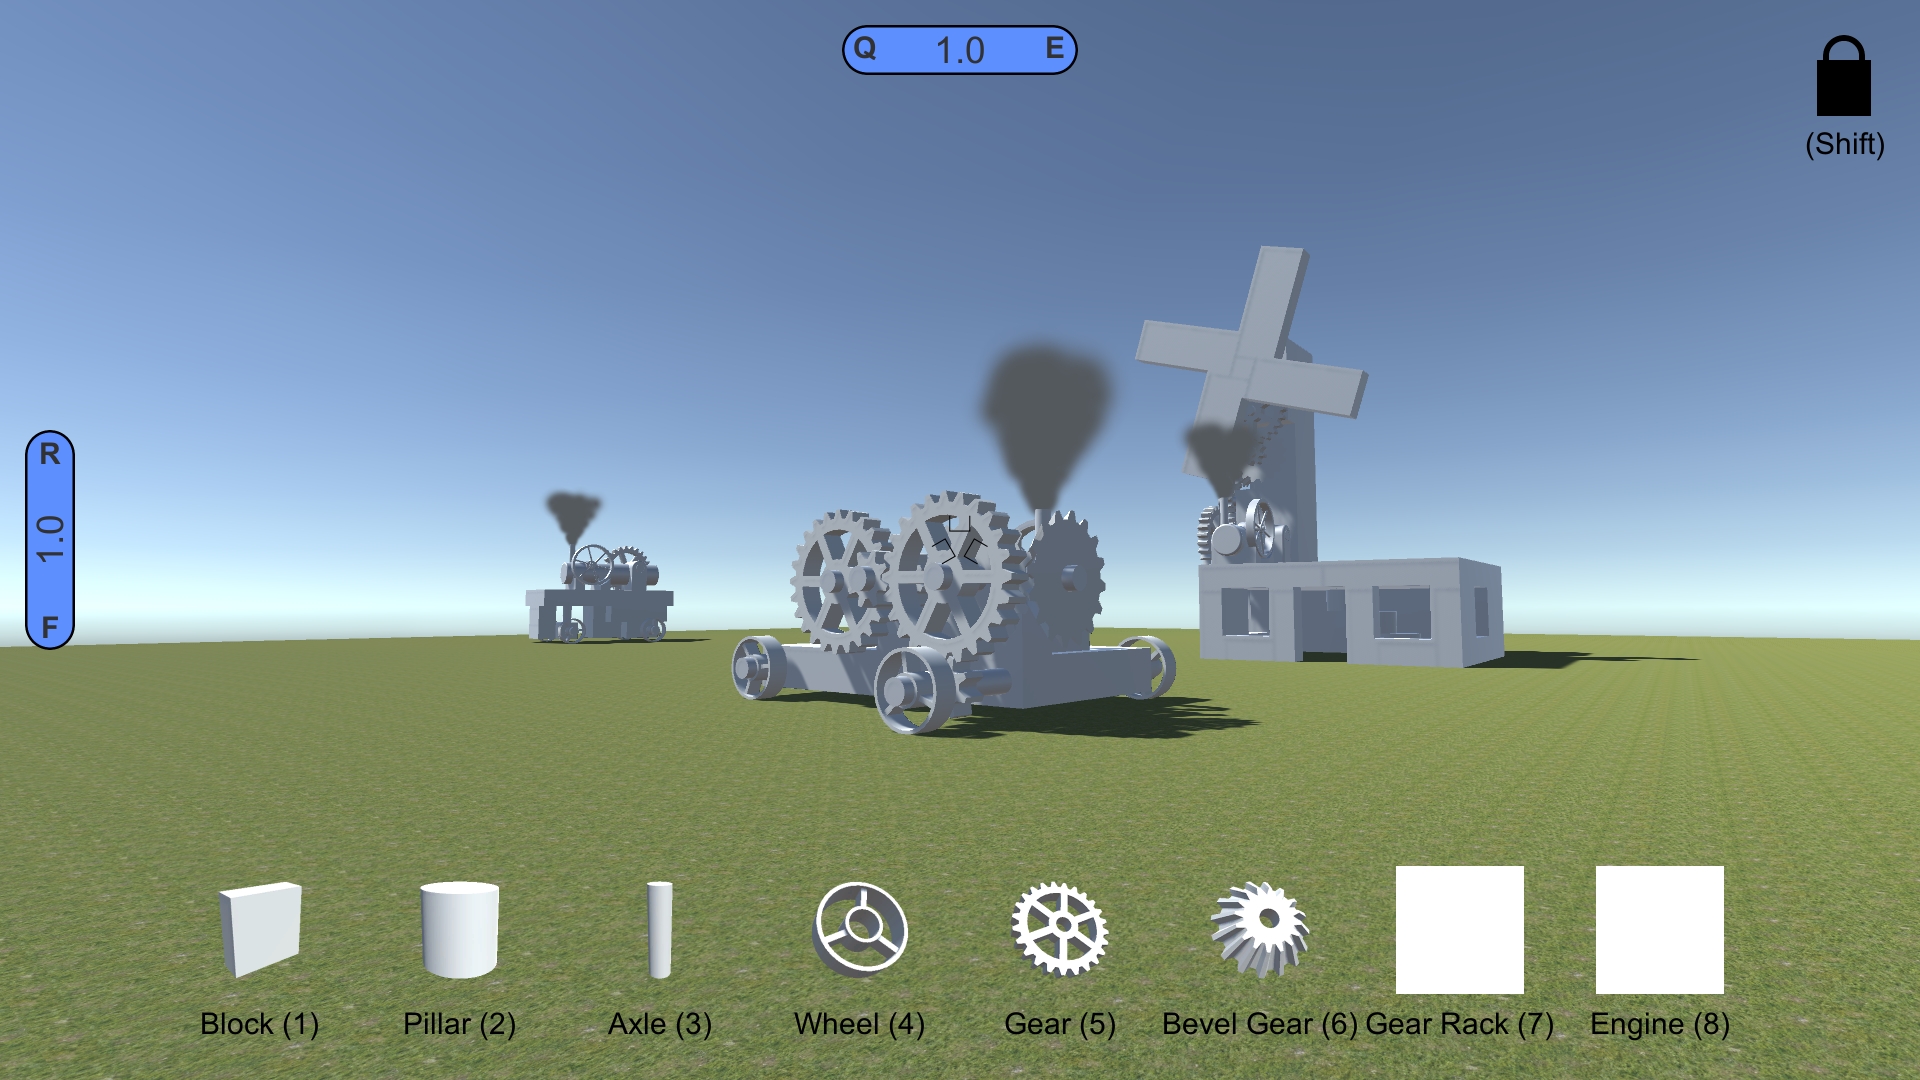 Q 1.0 E
(Shift)
R
1.0
F
Block (1) Pillar (2) Axle (3) Wheel (4) Gear (5) Bevel Gear (6) Gear Rack (7) Engine (8)